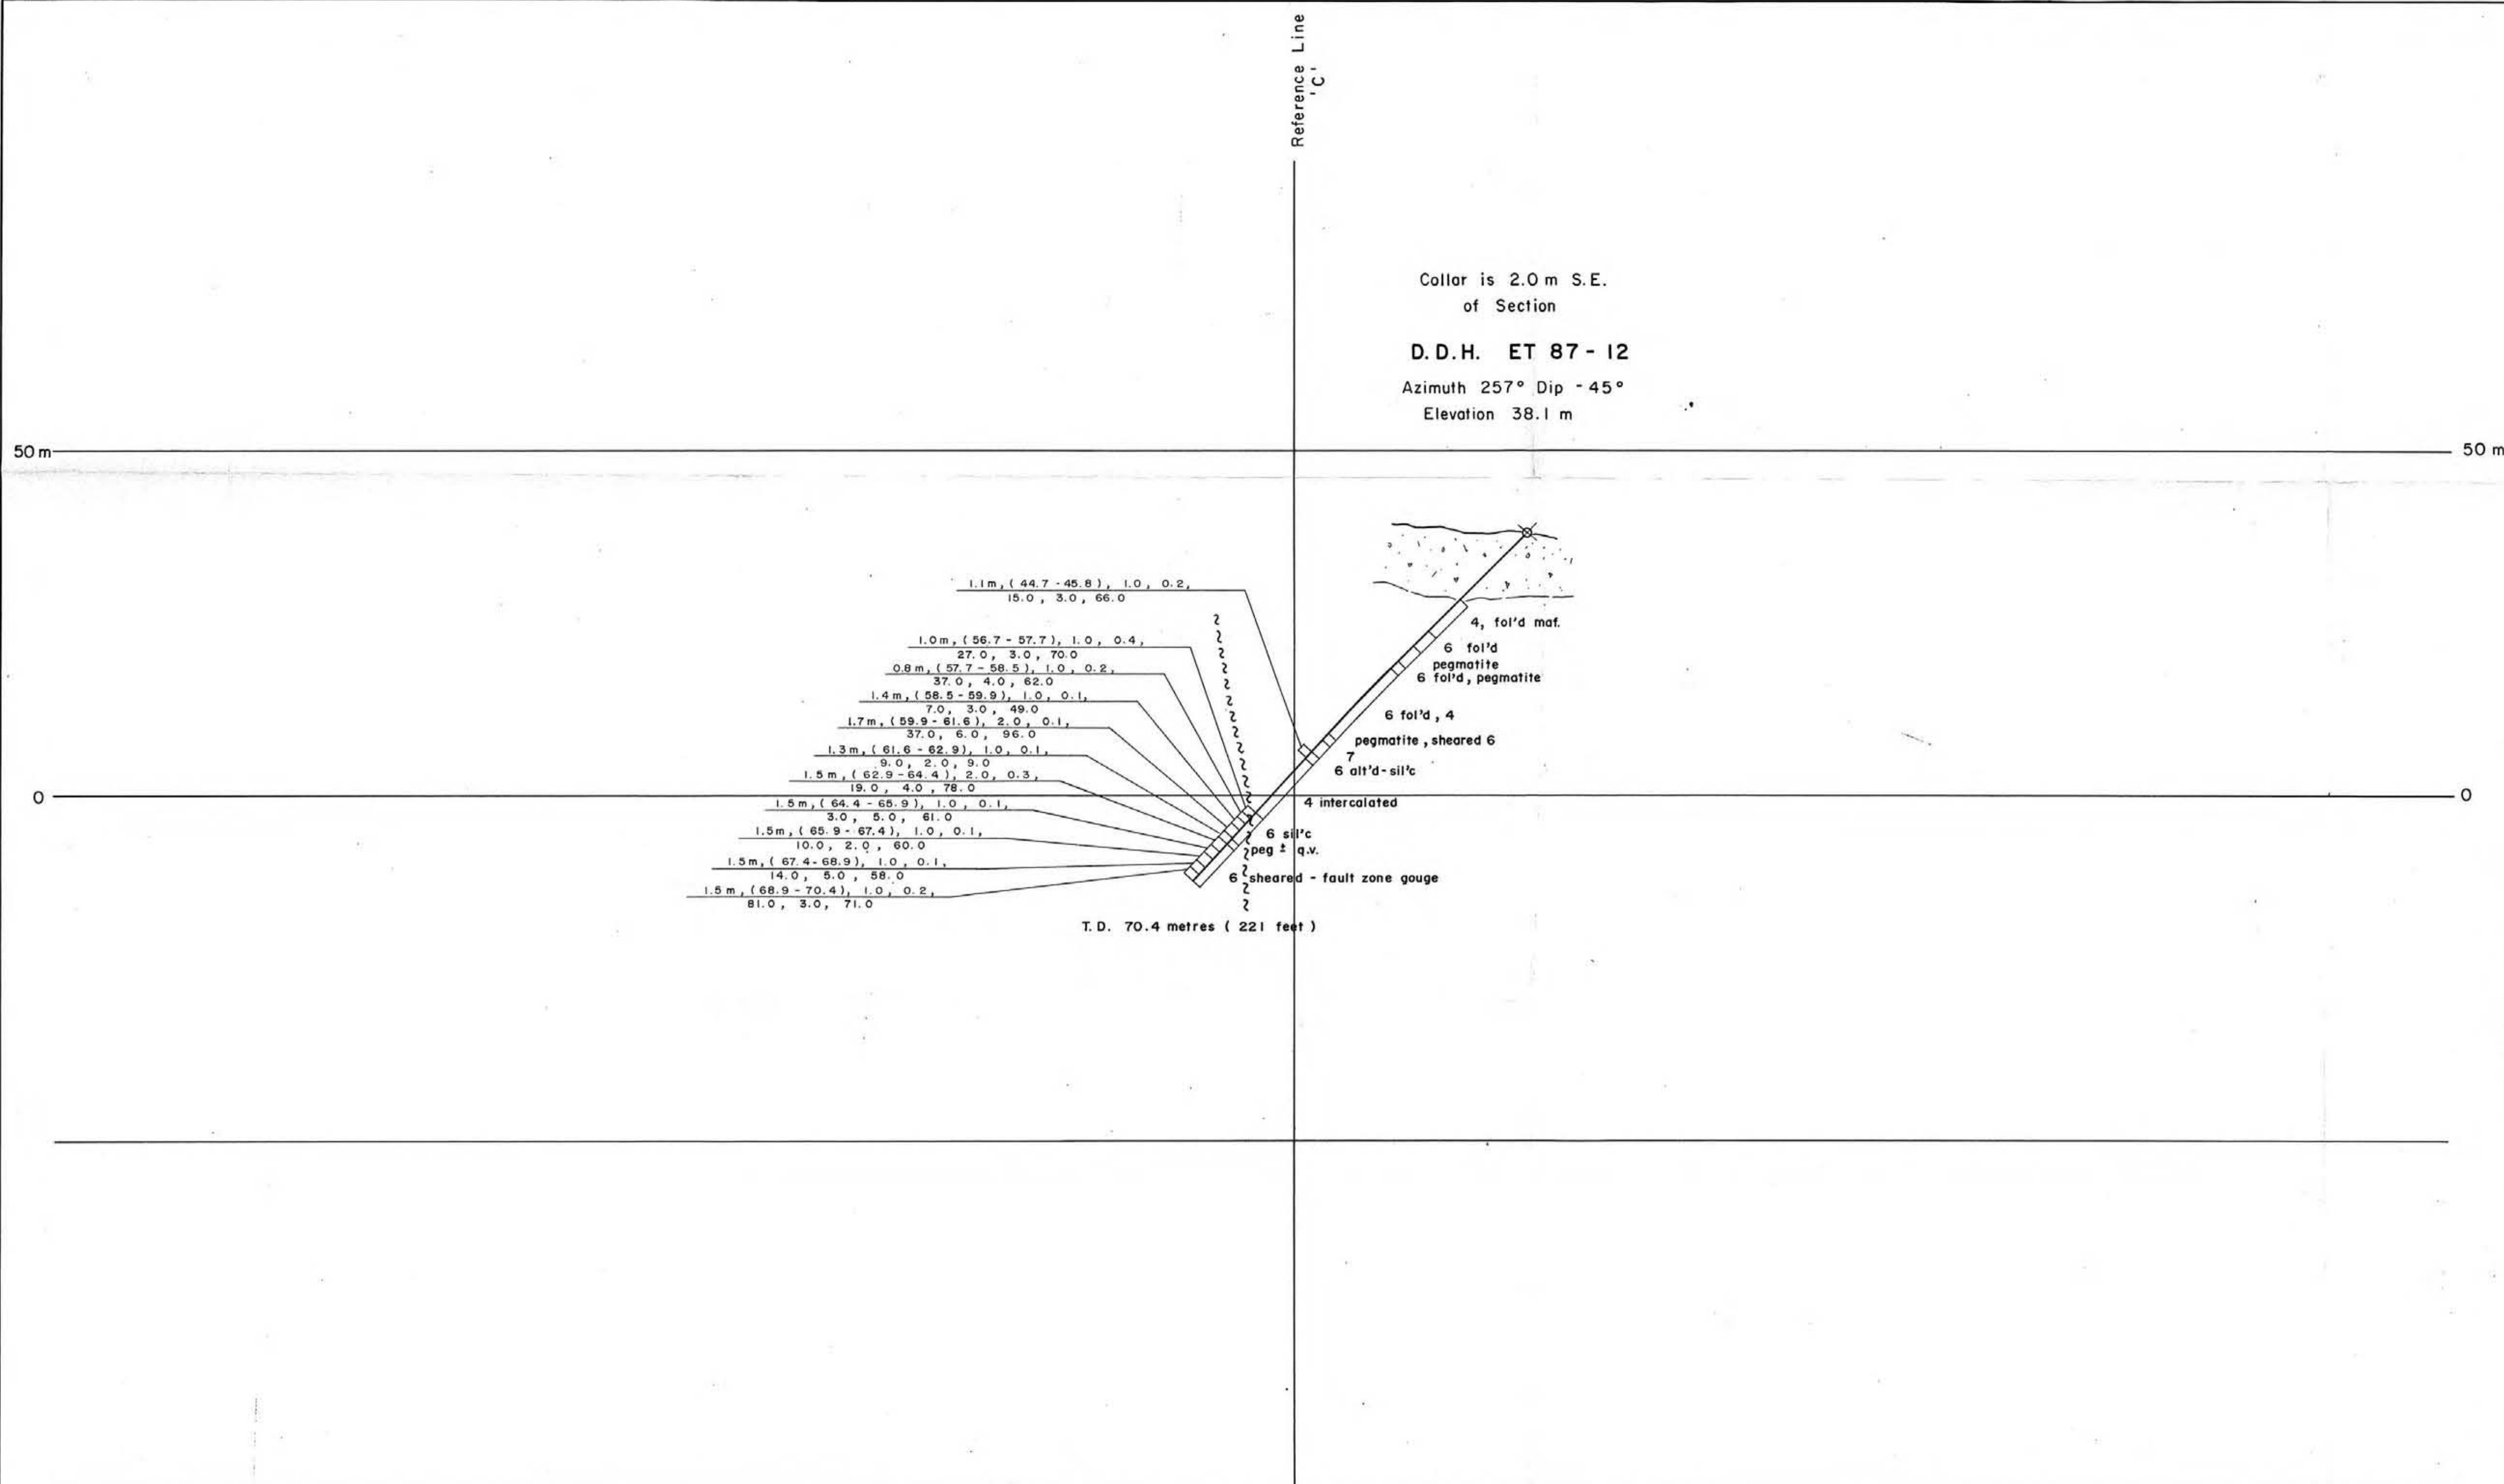 Reference Line
'C'
Collar is 2.0 m S.E.
of Section
D.D.H. ET 87-12
Azimuth 257° Dip -45°
Elevation 38.1 m
50 m
50 m
1.1m, (44.7 - 45.8), 1.0, 0.2,
15.0, 3.0, 66.0
1.0m, (56.7 - 57.7), 1.0, 0.4,
27.0, 3.0, 70.0
0.8m, (57.7 - 58.5), 1.0, 0.2,
37.0, 4.0, 62.0
1.4m, (58.5 - 59.9), 1.0, 0.1,
7.0, 3.0, 49.0
1.7m, (59.9 - 61.6), 2.0, 0.1,
37.0, 6.0, 96.0
1.3m, (61.6 - 62.9), 1.0, 0.1,
9.0, 2.0, 9.0
1.5m, (62.9 - 64.4), 2.0, 0.3,
19.0, 4.0, 78.0
1.5m, (64.4 - 65.9), 1.0, 0.1,
3.0, 5.0, 61.0
1.5m, (65.9 - 67.4), 1.0, 0.1,
10.0, 2.0, 60.0
1.5m, (67.4 - 68.9), 1.0, 0.1,
14.0, 5.0, 58.0
1.5m, (68.9 - 70.4), 1.0, 0.2,
81.0, 3.0, 71.0
4, fol'd maf.
6 fol'd
pegmatite
6 fol'd, pegmatite
6 fol'd, 4
pegmatite, sheared 6
7
6 alt'd-sil'c
0
0
4 intercalated
6 sil'c
peg ± q.v.
6 sheared - fault zone gouge
T.D. 70.4 metres (221 feet)